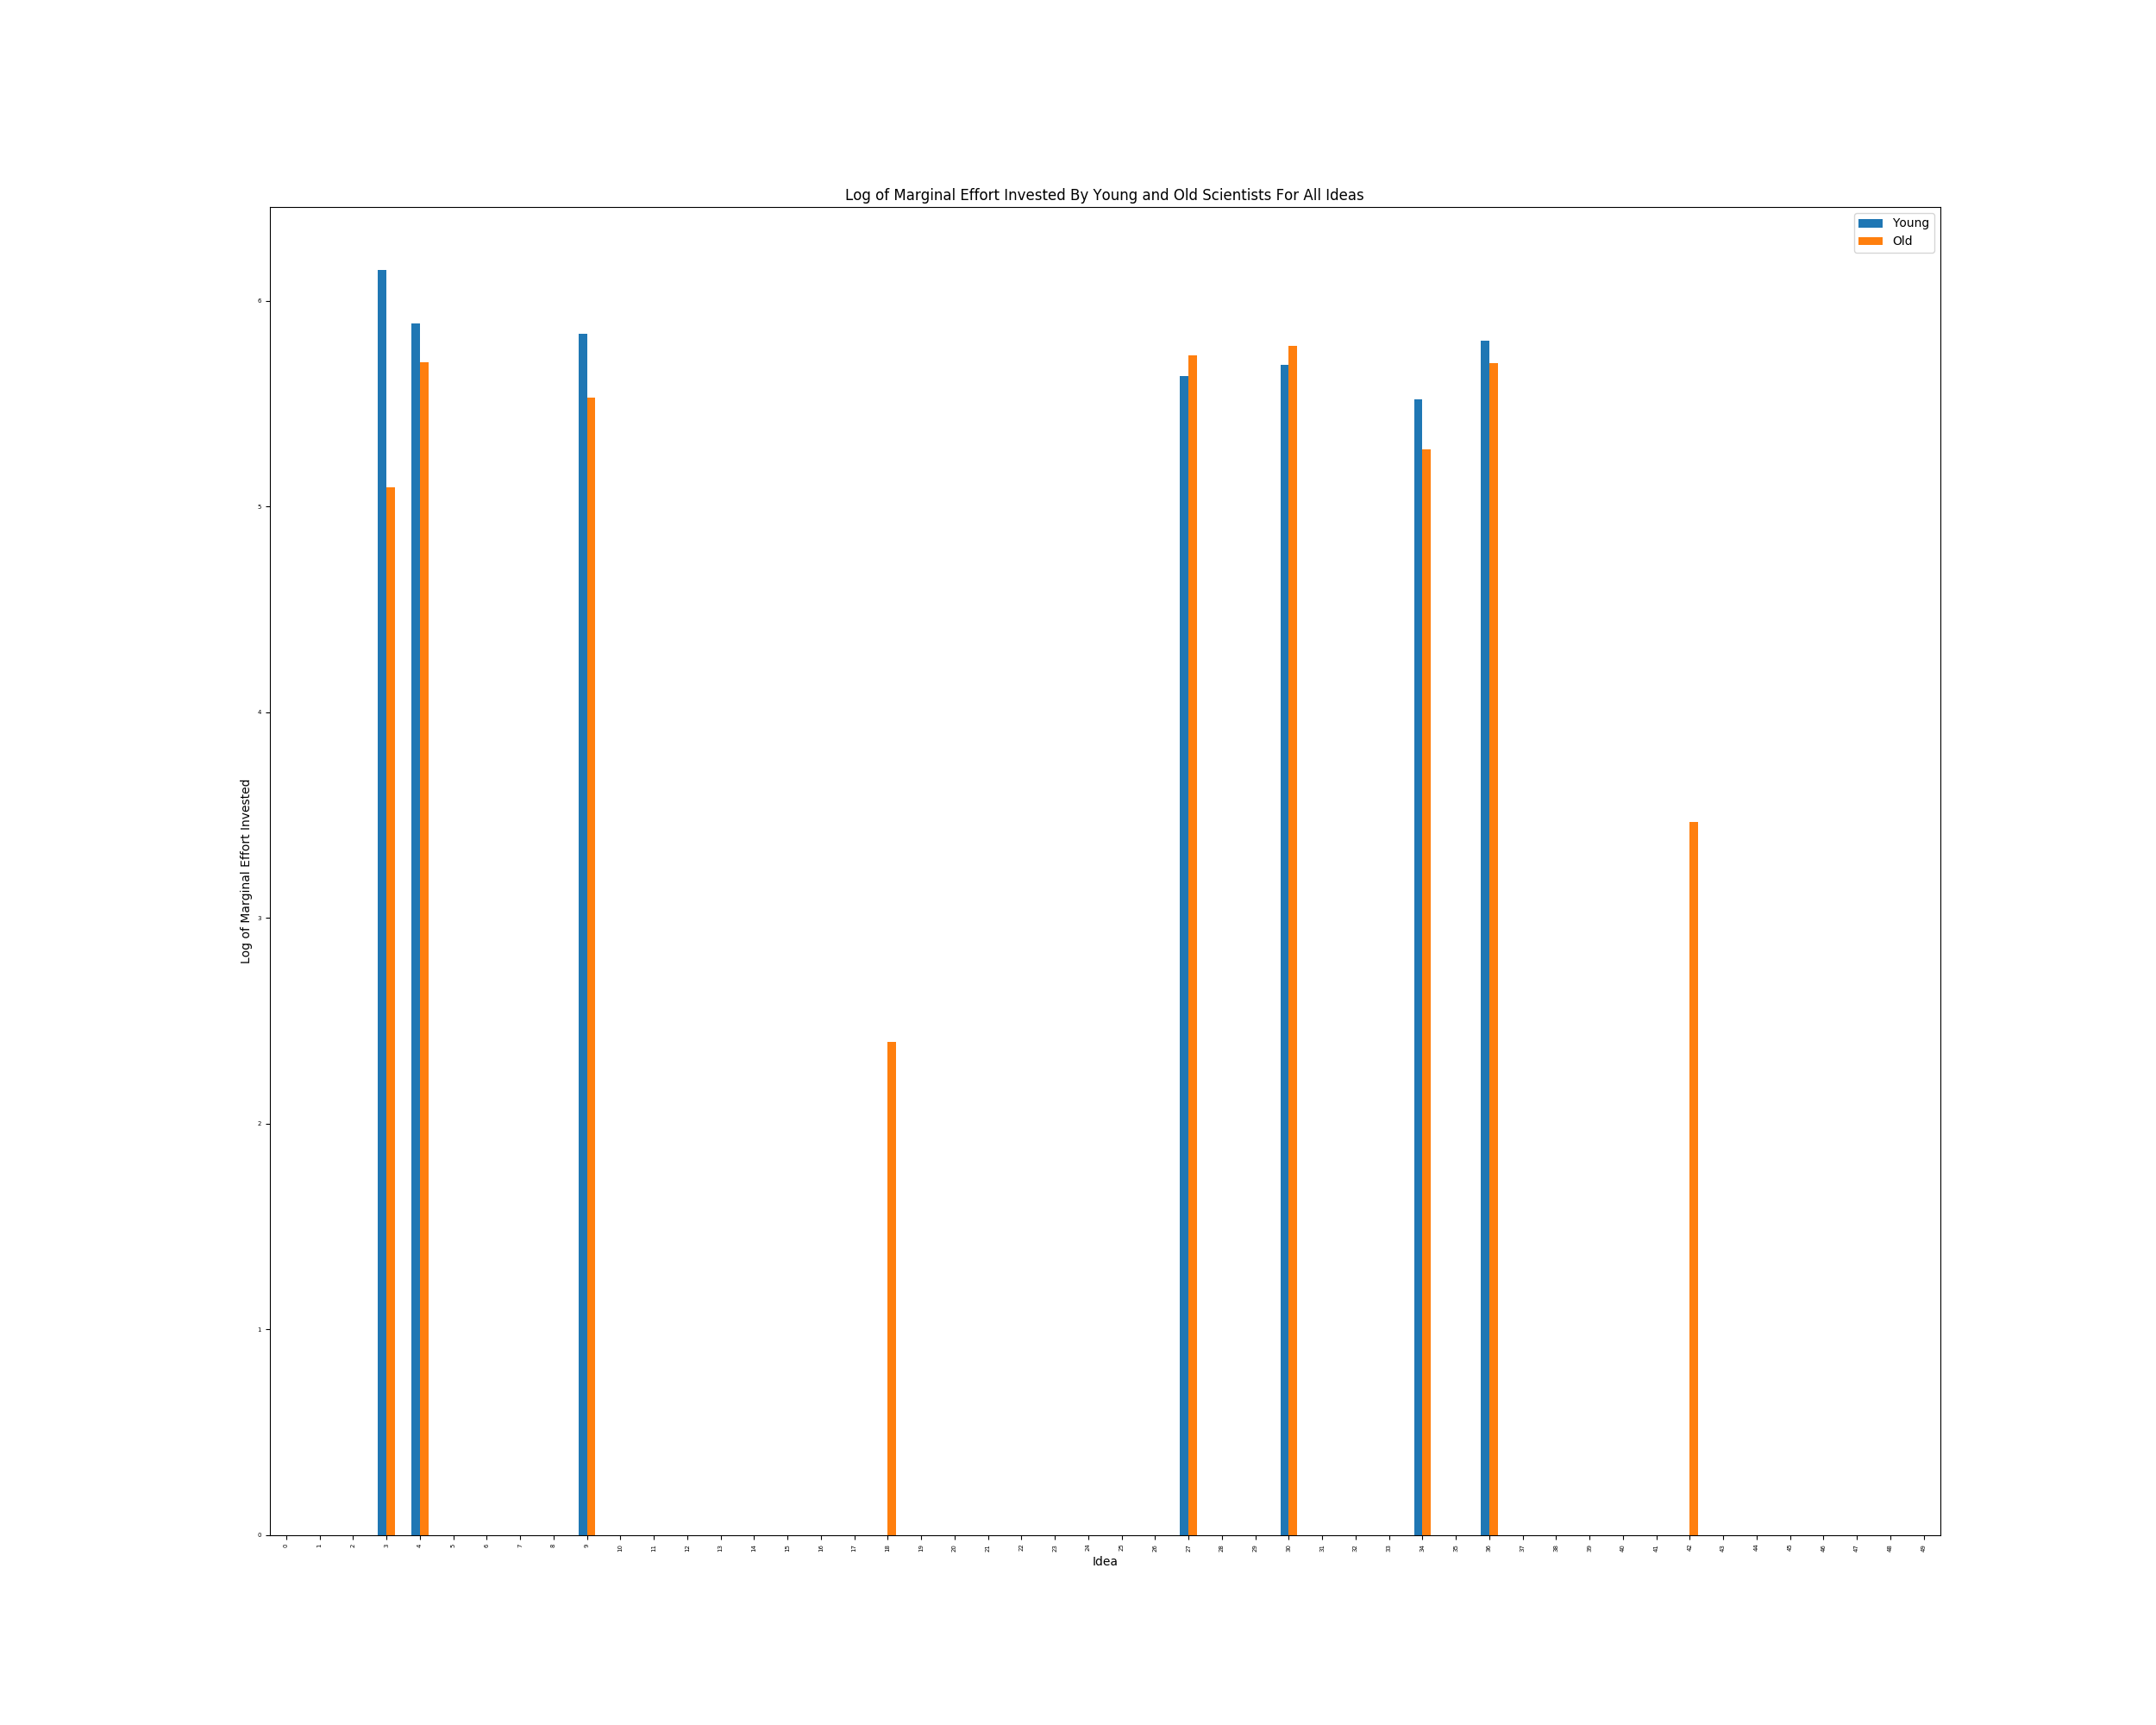 Log of Marginal Effort Invested By Young and Old Scientists For All Ideas
Young
Old
6
5
4
3
2
1
0
Log of Marginal Effort Invested
0 1 2 3 4 5 6 7 8 9 10 11 12 13 14 15 16 17 18 19 20 21 22 23 24 25 26 27 28 29 30 31 32 33 34 35 36 37 38 39 40 41 42 43 44 45 46 47 48 49
Idea